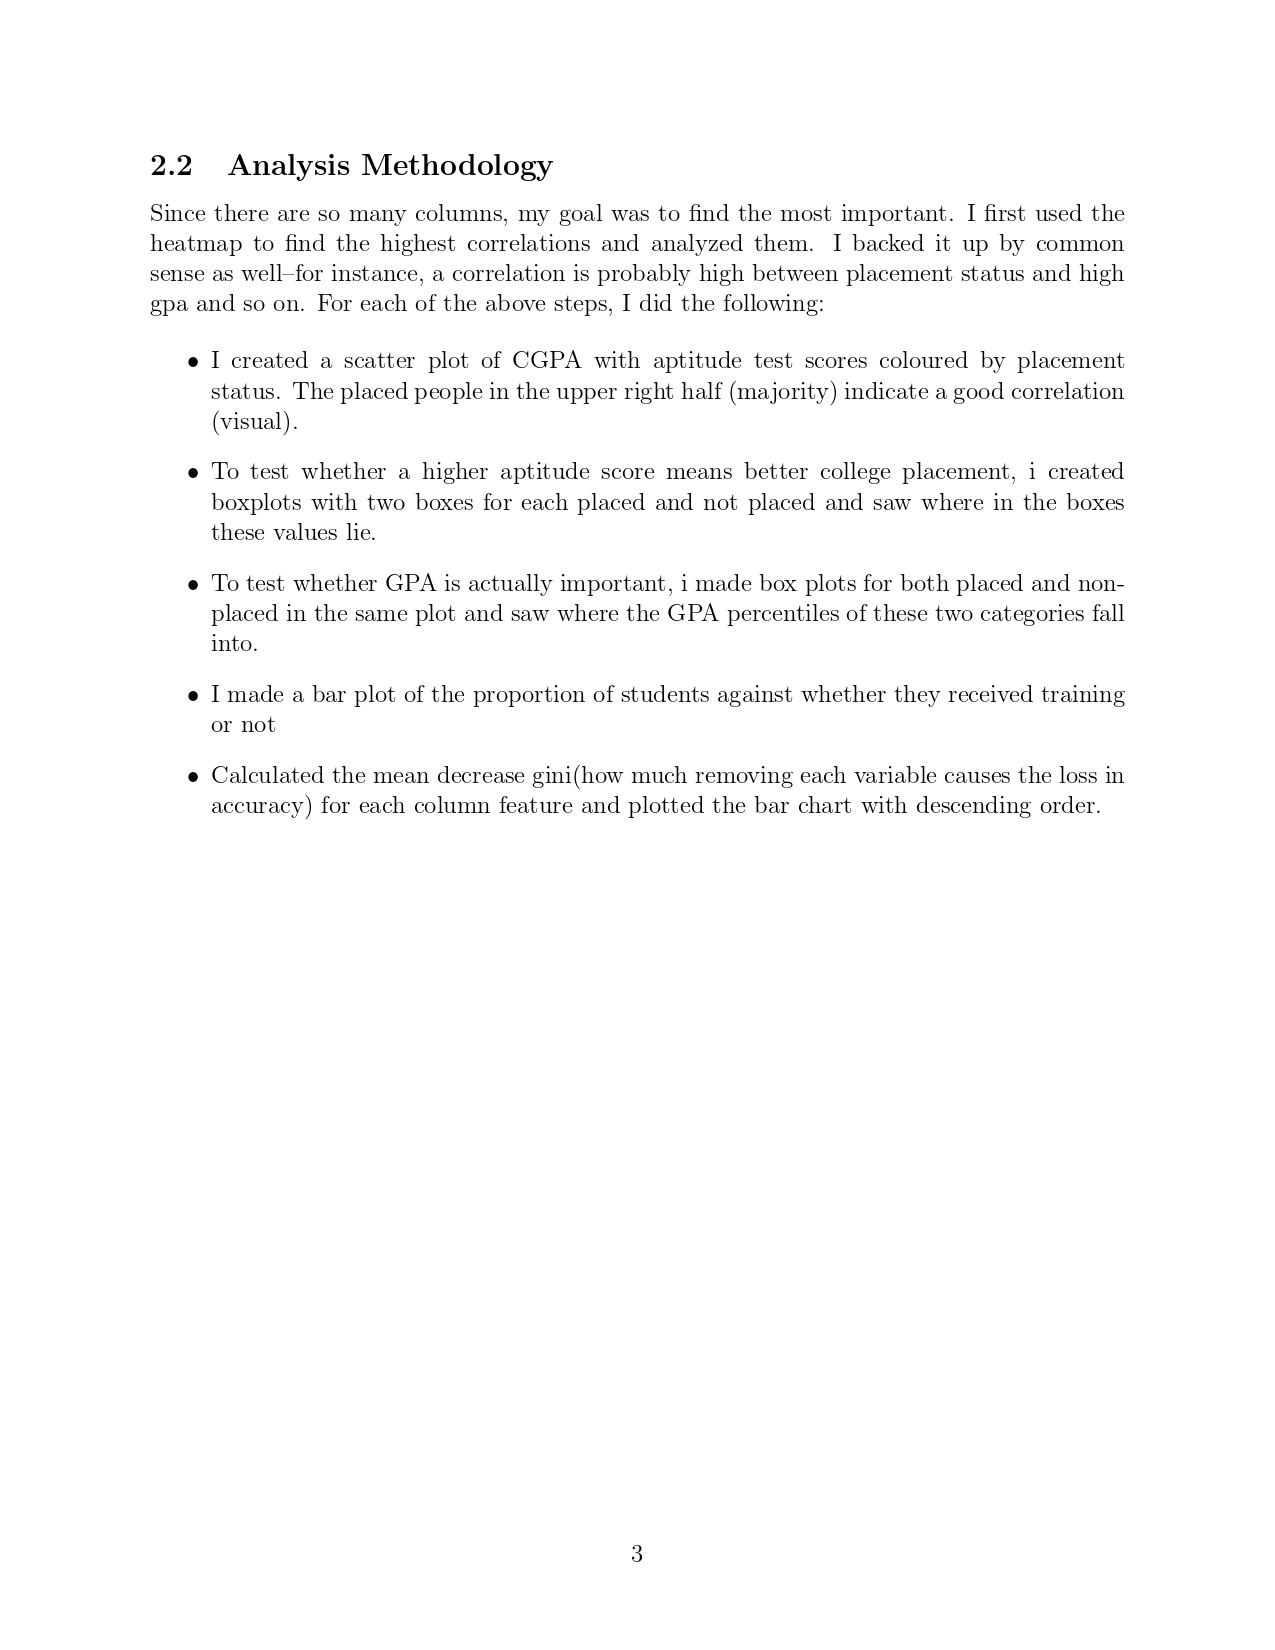 2.2 Analysis Methodology
Since there are so many columns, my goal was to find the most important. I first used the
heatmap to find the highest correlations and analyzed them. I backed it up by common
sense as well–for instance, a correlation is probably high between placement status and high
gpa and so on. For each of the above steps, I did the following:
• I created a scatter plot of CGPA with aptitude test scores coloured by placement
status. The placed people in the upper right half (majority) indicate a good correlation
(visual).
• To test whether a higher aptitude score means better college placement, i created
boxplots with two boxes for each placed and not placed and saw where in the boxes
these values lie.
• To test whether GPA is actually important, i made box plots for both placed and non-
placed in the same plot and saw where the GPA percentiles of these two categories fall
into.
• I made a bar plot of the proportion of students against whether they received training
or not
• Calculated the mean decrease gini(how much removing each variable causes the loss in
accuracy) for each column feature and plotted the bar chart with descending order.
3